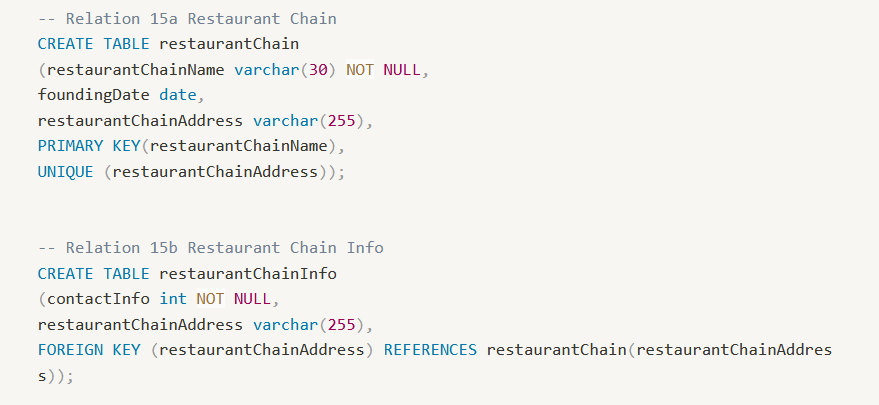 -- Relation 15a Restaurant Chain
CREATE TABLE restaurantChain
(restaurantChainName varchar(30) NOT NULL,
foundingDate date,
restaurantChainAddress varchar(255),
PRIMARY KEY(restaurantChainName),
UNIQUE (restaurantChainAddress));
-- Relation 15b Restaurant Chain Info
CREATE TABLE restaurantChainInfo
(contactInfo int NOT NULL,
restaurantChainAddress varchar(255),
FOREIGN KEY (restaurantChainAddress) REFERENCES restaurantChain(restaurantChainAddres
s));